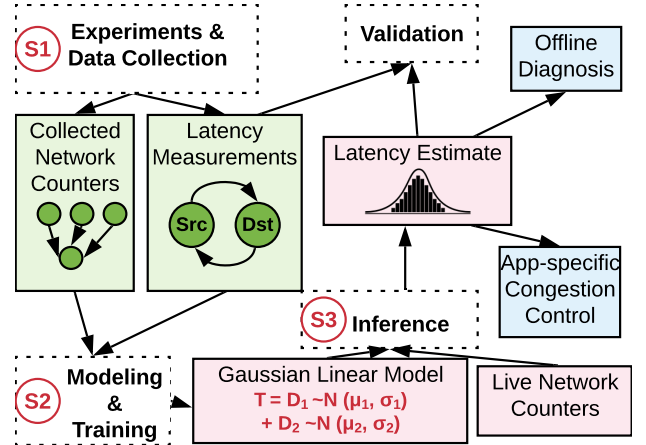 S1
Experiments &
Data Collection
Validation
Offline
Diagnosis
Collected
Network
Counters
Latency
Measurements
Src
Dst
Latency Estimate
App-specific
Congestion
Control
S3
Inference
S2
Modeling
&
Training
Gaussian Linear Model
T = D₁ ~N (μ₁, σ₁)
+ D₂ ~N (μ₂, σ₂)
Live Network
Counters